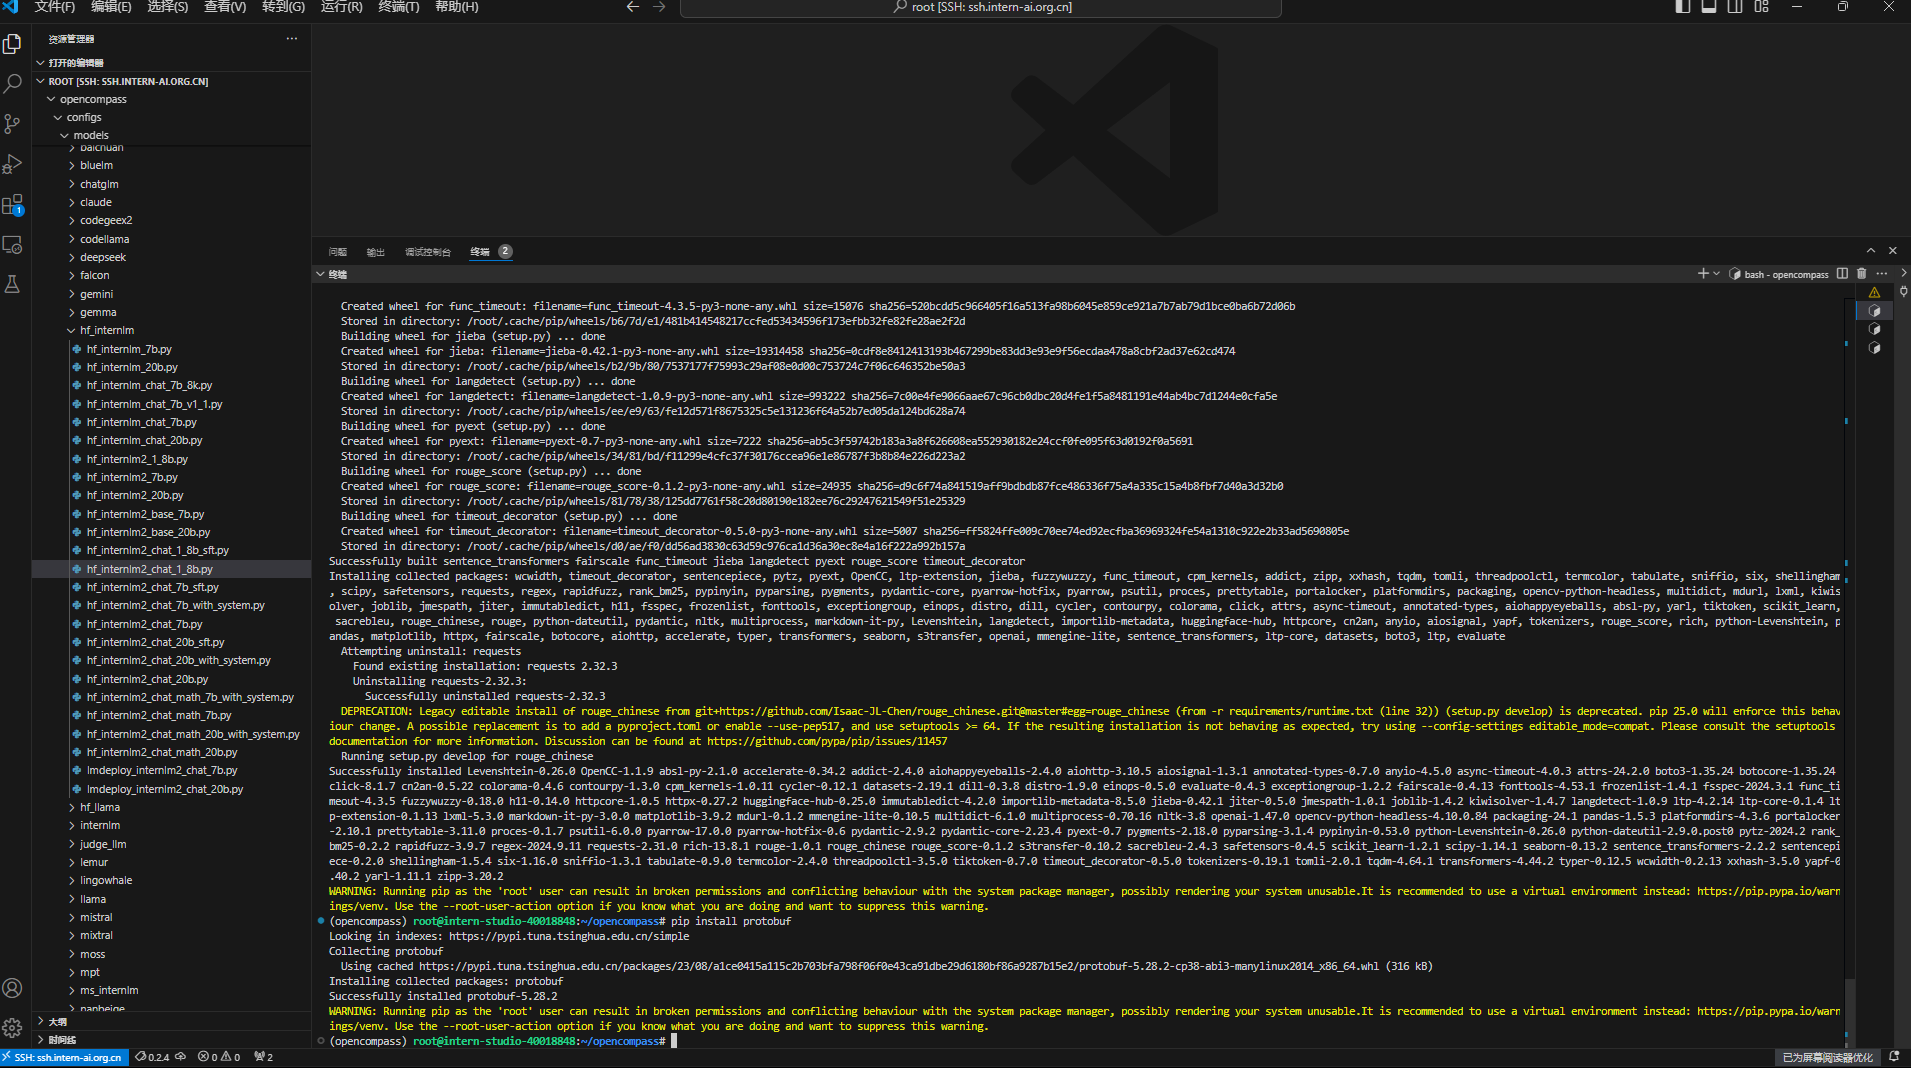 文件(F) 编辑(E) 选择(S) 查看(V) 转到(G) 运行(R) 终端(T) 帮助(H)
root [SSH: ssh.intern-ai.org.cn]
资源管理器
打开的编辑器
ROOT [SSH: SSH.INTERN-AI.ORG.CN]
opencompass
configs
models
baichuan
bluelm
chatglm
claude
codegeex2
codellama
deepseek
falcon
gemini
gemma
hf_internlm
hf_internlm_7b.py
hf_internlm_20b.py
hf_internlm_chat_7b_8k.py
hf_internlm_chat_7b_v1_1.py
hf_internlm_chat_7b.py
hf_internlm_chat_20b.py
hf_internlm2_1_8b.py
hf_internlm2_7b.py
hf_internlm2_20b.py
hf_internlm2_base_7b.py
hf_internlm2_base_20b.py
hf_internlm2_chat_1_8b_sft.py
hf_internlm2_chat_1_8b.py
hf_internlm2_chat_7b_sft.py
hf_internlm2_chat_7b_with_system.py
hf_internlm2_chat_7b.py
hf_internlm2_chat_20b_sft.py
hf_internlm2_chat_20b_with_system.py
hf_internlm2_chat_20b.py
hf_internlm2_chat_math_7b_with_system.py
hf_internlm2_chat_math_7b.py
hf_internlm2_chat_math_20b_with_system.py
hf_internlm2_chat_math_20b.py
lmdeploy_internlm2_chat_7b.py
lmdeploy_internlm2_chat_20b.py
hf_llama
internlm
judge_llm
lemur
lingowhale
llama
mistral
mixtral
moss
mpt
ms_internlm
nanbeige
大纲
时间线
问题 输出 调试控制台 终端 2
终端
bash - opencompass
Created wheel for func_timeout: filename=func_timeout-4.3.5-py3-none-any.whl size=15076 sha256=520bcdd5c966405f16a513fa98b6045e859ce921a7b7ab79d1bce0ba6b72d06b
Stored in directory: /root/.cache/pip/wheels/b6/7d/e1/481b414548217ccfed53434596f173efbb32fe82fe28ae2f2d
Building wheel for jieba (setup.py) ... done
Created wheel for jieba: filename=jieba-0.42.1-py3-none-any.whl size=19314458 sha256=0cdf8e8412413193b467299be83dd3e93e9f56ecdaa478a8cbf2ad37e62cd474
Stored in directory: /root/.cache/pip/wheels/b2/9b/80/7537177f75993c29af08e0d00c753724c7f06c646352be50a3
Building wheel for langdetect (setup.py) ... done
Created wheel for langdetect: filename=langdetect-1.0.9-py3-none-any.whl size=993222 sha256=7c00e4fe9066aae67c96cb0dbc20d4fe1f5a8481191e44ab4bc7d1244e0cfa5e
Stored in directory: /root/.cache/pip/wheels/ee/e9/63/fe12d571f8675325c5e131236f64a52b7ed05da124bd628a74
Building wheel for pyext (setup.py) ... done
Created wheel for pyext: filename=pyext-0.7-py3-none-any.whl size=7222 sha256=ab5c3f59742b183a3a8f626608ea552930182e24ccf0fe095f63d0192f0a5691
Stored in directory: /root/.cache/pip/wheels/34/81/bd/f11299e4cfc37f30176ccea96e1e86787f3b8b84e226d223a2
Building wheel for rouge_score (setup.py) ... done
Created wheel for rouge_score: filename=rouge_score-0.1.2-py3-none-any.whl size=24935 sha256=d9c6f74a841519aff9bdbdb87fce486336f75a4a335c15a4b8fbf7d40a3d32b0
Stored in directory: /root/.cache/pip/wheels/81/78/38/125dd7761f58c20d80190e182ee76c29247621549f51e25329
Building wheel for timeout_decorator (setup.py) ... done
Created wheel for timeout_decorator: filename=timeout_decorator-0.5.0-py3-none-any.whl size=5007 sha256=ff5824ffe009c70ee74ed92ecfba36969324fe54a1310c922e2b33ad5690805e
Stored in directory: /root/.cache/pip/wheels/d0/ae/f0/dd56ad3830c63d59c976ca1d36a30ec8e4a16f222a992b157a
Successfully built sentence_transformers fairscale func_timeout jieba langdetect pyext rouge_score timeout_decorator
Installing collected packages: wcwidth, timeout_decorator, sentencepiece, pytz, pyext, OpenCC, ltp-extension, jieba, fuzzywuzzy, func_timeout, cpm_kernels, addict, zipp, xxhash, tqdm, tomli, threadpoolctl, termcolor, tabulate, sniffio, six, shellingham
, scipy, safetensors, requests, regex, rapidfuzz, rank_bm25, pypinyin, pyparsing, pygments, pydantic-core, pyarrow-hotfix, pyarrow, psutil, proces, prettytable, portalocker, platformdirs, packaging, opencv-python-headless, multidict, mdurl, lxml, kiwis
olver, joblib, jmespath, jiter, immutabledict, h11, fsspec, frozenlist, fonttools, exceptiongroup, einops, distro, dill, cycler, contourpy, colorama, click, attrs, async-timeout, annotated-types, aiohappyeyeballs, absl-py, yarl, tiktoken, scikit_learn,
sacrebleu, rouge_chinese, rouge, python-dateutil, pydantic, nltk, multiprocess, markdown-it-py, Levenshtein, langdetect, importlib-metadata, huggingface-hub, httpcore, cn2an, anyio, aiosignal, yapf, tokenizers, rouge_score, rich, python-Levenshtein, p
andas, matplotlib, httpx, fairscale, botocore, aiohttp, accelerate, typer, transformers, seaborn, s3transfer, openai, mmengine-lite, sentence_transformers, ltp-core, datasets, boto3, ltp, evaluate
Attempting uninstall: requests
Found existing installation: requests 2.32.3
Uninstalling requests-2.32.3:
Successfully uninstalled requests-2.32.3
DEPRECATION: Legacy editable install of rouge_chinese from git+https://github.com/Isaac-JL-Chen/rouge_chinese.git@master#egg=rouge_chinese (from -r requirements/runtime.txt (line 32)) (setup.py develop) is deprecated. pip 25.0 will enforce this behav
iour change. A possible replacement is to add a pyproject.toml or enable --use-pep517, and use setuptools >= 64. If the resulting installation is not behaving as expected, try using --config-settings editable_mode=compat. Please consult the setuptools
documentation for more information. Discussion can be found at https://github.com/pypa/pip/issues/11457
Running setup.py develop for rouge_chinese
Successfully installed Levenshtein-0.26.0 OpenCC-1.1.9 absl-py-2.1.0 accelerate-0.34.2 addict-2.4.0 aiohappyeyeballs-2.4.0 aiohttp-3.10.5 aiosignal-1.3.1 annotated-types-0.7.0 anyio-4.5.0 async-timeout-4.0.3 attrs-24.2.0 boto3-1.35.24 botocore-1.35.24
click-8.1.7 cn2an-0.5.22 colorama-0.4.6 contourpy-1.3.0 cpm_kernels-1.0.11 cycler-0.12.1 datasets-2.19.1 dill-0.3.8 distro-1.9.0 einops-0.5.0 evaluate-0.4.3 exceptiongroup-1.2.2 fairscale-0.4.13 fonttools-4.53.1 frozenlist-1.4.1 fsspec-2024.3.1 func_ti
meout-4.3.5 fuzzywuzzy-0.18.0 h11-0.14.0 httpcore-1.0.5 httpx-0.27.2 huggingface-hub-0.25.0 immutabledict-4.2.0 importlib-metadata-8.5.0 jieba-0.42.1 jiter-0.5.0 jmespath-1.0.1 joblib-1.4.2 kiwisolver-1.4.7 langdetect-1.0.9 ltp-4.2.14 ltp-core-0.1.4 lt
p-extension-0.1.13 lxml-5.3.0 markdown-it-py-3.0.0 matplotlib-3.9.2 mdurl-0.1.2 mmengine-lite-0.10.5 multidict-6.1.0 multiprocess-0.70.16 nltk-3.8 openai-1.47.0 opencv-python-headless-4.10.0.84 packaging-24.1 pandas-1.5.3 platformdirs-4.3.6 portalocker
-2.10.1 prettytable-3.11.0 proces-0.1.7 psutil-6.0.0 pyarrow-17.0.0 pyarrow-hotfix-0.6 pydantic-2.9.2 pydantic-core-2.23.4 pyext-0.7 pygments-2.18.0 pyparsing-3.1.4 pypinyin-0.53.0 python-Levenshtein-0.26.0 python-dateutil-2.9.0.post0 pytz-2024.2 rank_
bm25-0.2.2 rapidfuzz-3.9.7 regex-2024.9.11 requests-2.31.0 rich-13.8.1 rouge-1.0.1 rouge_chinese rouge_score-0.1.2 s3transfer-0.10.2 sacrebleu-2.4.3 safetensors-0.4.5 scikit_learn-1.2.1 scipy-1.14.1 seaborn-0.13.2 sentence_transformers-2.2.2 sentencepi
ece-0.2.0 shellingham-1.5.4 six-1.16.0 sniffio-1.3.1 tabulate-0.9.0 termcolor-2.4.0 threadpoolctl-3.5.0 tiktoken-0.7.0 timeout_decorator-0.5.0 tokenizers-0.19.1 tomli-2.0.1 tqdm-4.64.1 transformers-4.44.2 typer-0.12.5 wcwidth-0.2.13 xxhash-3.5.0 yapf-0
.40.2 yarl-1.11.1 zipp-3.20.2
WARNING: Running pip as the 'root' user can result in broken permissions and conflicting behaviour with the system package manager, possibly rendering your system unusable.It is recommended to use a virtual environment instead: https://pip.pypa.io/warn
ings/venv. Use the --root-user-action option if you know what you are doing and want to suppress this warning.
(opencompass) root@intern-studio-40018848:~/opencompass# pip install protobuf
Looking in indexes: https://pypi.tuna.tsinghua.edu.cn/simple
Collecting protobuf
Using cached https://pypi.tuna.tsinghua.edu.cn/packages/23/08/a1ce0415a115c2b703bfa798f06f0e43ca91dbe29d6180bf86a9287b15e2/protobuf-5.28.2-cp38-abi3-manylinux2014_x86_64.whl (316 kB)
Installing collected packages: protobuf
Successfully installed protobuf-5.28.2
WARNING: Running pip as the 'root' user can result in broken permissions and conflicting behaviour with the system package manager, possibly rendering your system unusable.It is recommended to use a virtual environment instead: https://pip.pypa.io/warn
ings/venv. Use the --root-user-action option if you know what you are doing and want to suppress this warning.
(opencompass) root@intern-studio-40018848:~/opencompass#
SSH: ssh.intern-ai.org.cn 0.2.4 0 0 2
已为屏幕阅读器优化